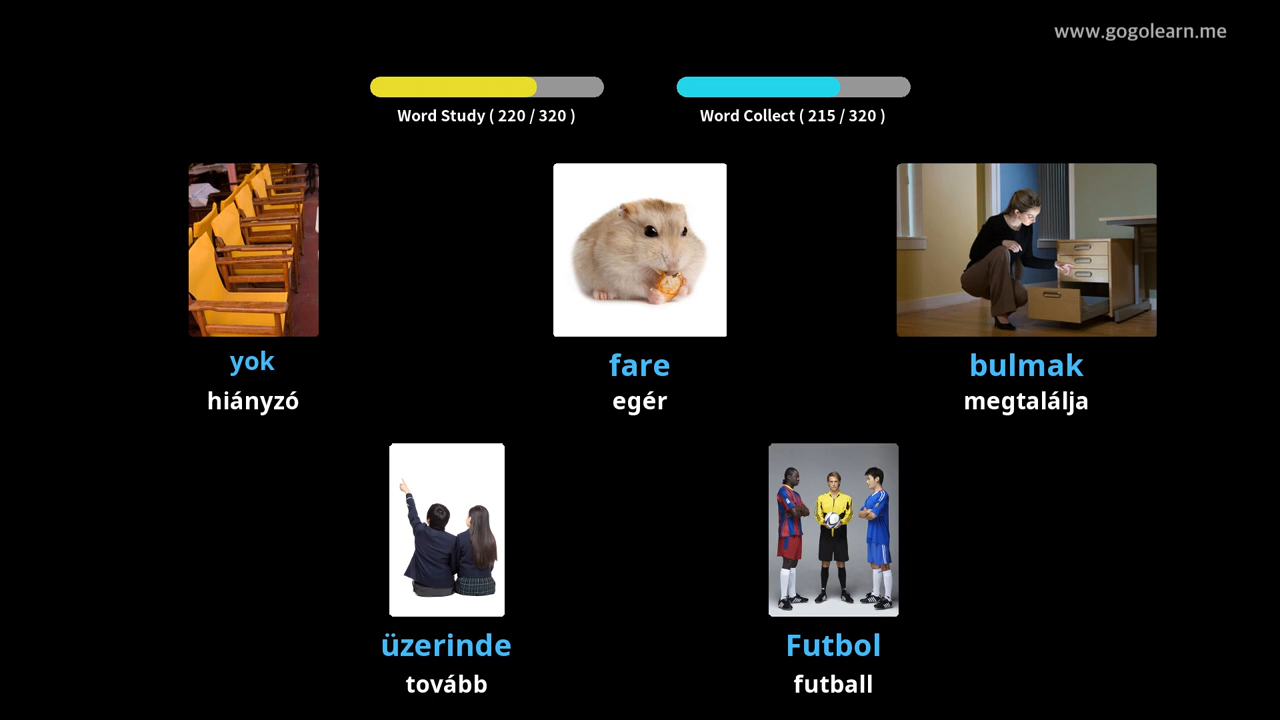 www.gogolearn.me
Word Study ( 220 / 320 )
Word Collect ( 215 / 320 )
yok
hiányzó
fare
egér
bulmak
megtalálja
üzerinde
tovább
Futbol
futball